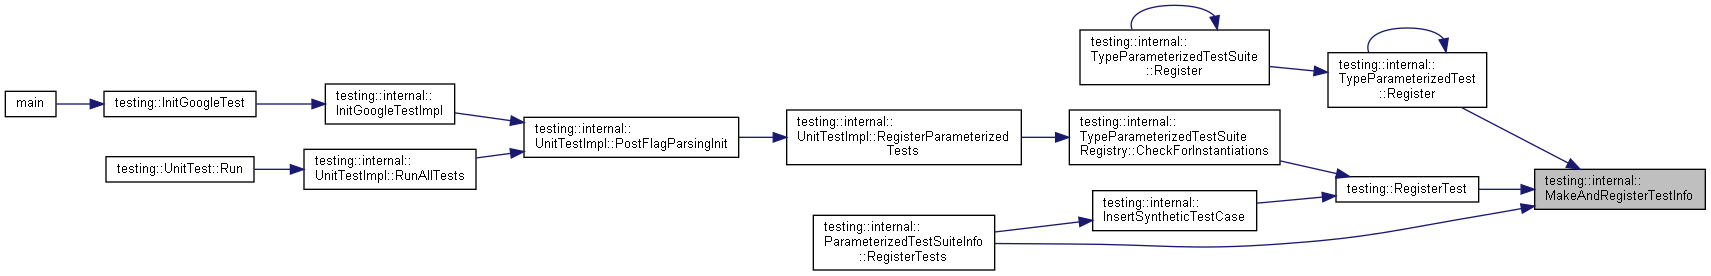 main
testing::InitGoogleTest
testing::UnitTest::Run
testing::internal::
InitGoogleTestImpl
testing::internal::
UnitTestImpl::RunAllTests
testing::internal::
UnitTestImpl::PostFlagParsingInit
testing::internal::
UnitTestImpl::RegisterParameterized
Tests
testing::internal::
ParameterizedTestSuiteInfo
::RegisterTests
testing::internal::
TypeParameterizedTestSuite
::Register
testing::internal::
TypeParameterizedTestSuite
Registry::CheckForInstantiations
testing::internal::
InsertSyntheticTestCase
testing::internal::
TypeParameterizedTest
::Register
testing::RegisterTest
testing::internal::
MakeAndRegisterTestInfo